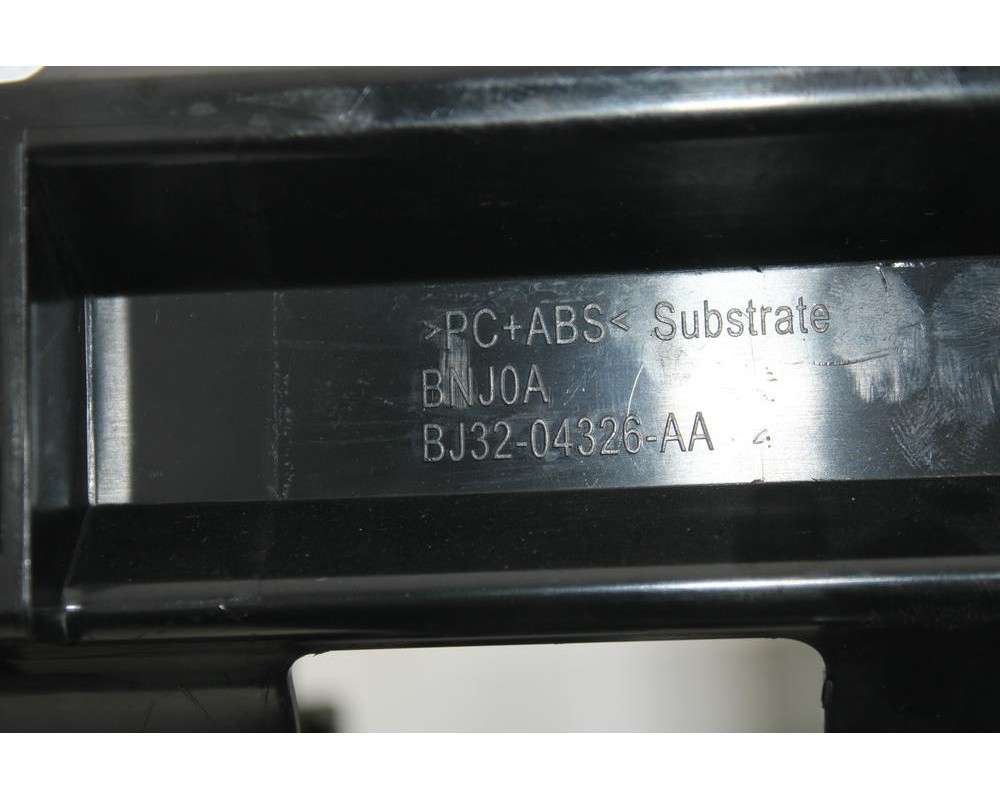 >PC+ABS< Substrate
BNJ0A
BJ32-04326-AA